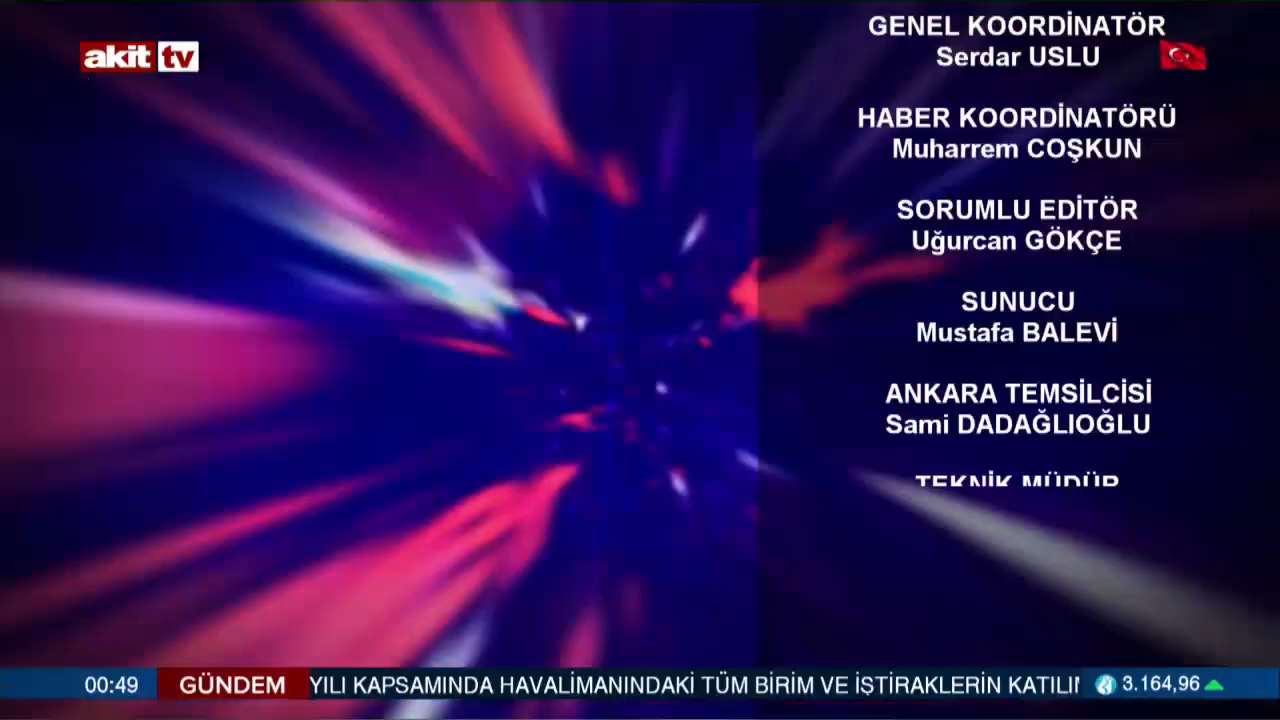 akit tv
GENEL KOORDİNATÖR
Serdar USLU
HABER KOORDİNATÖRÜ
Muharrem COŞKUN
SORUMLU EDİTÖR
Uğurcan GÖKÇE
SUNUCU
Mustafa BALEVİ
ANKARA TEMSİLCİSİ
Sami DADAĞLIOĞLU
TEKNİK MÜDÜR
00:49 GÜNDEM YILI KAPSAMINDA HAVALİMANINDAKİ TÜM BİRİM VE İŞTİRAKLERİN 3.164,96